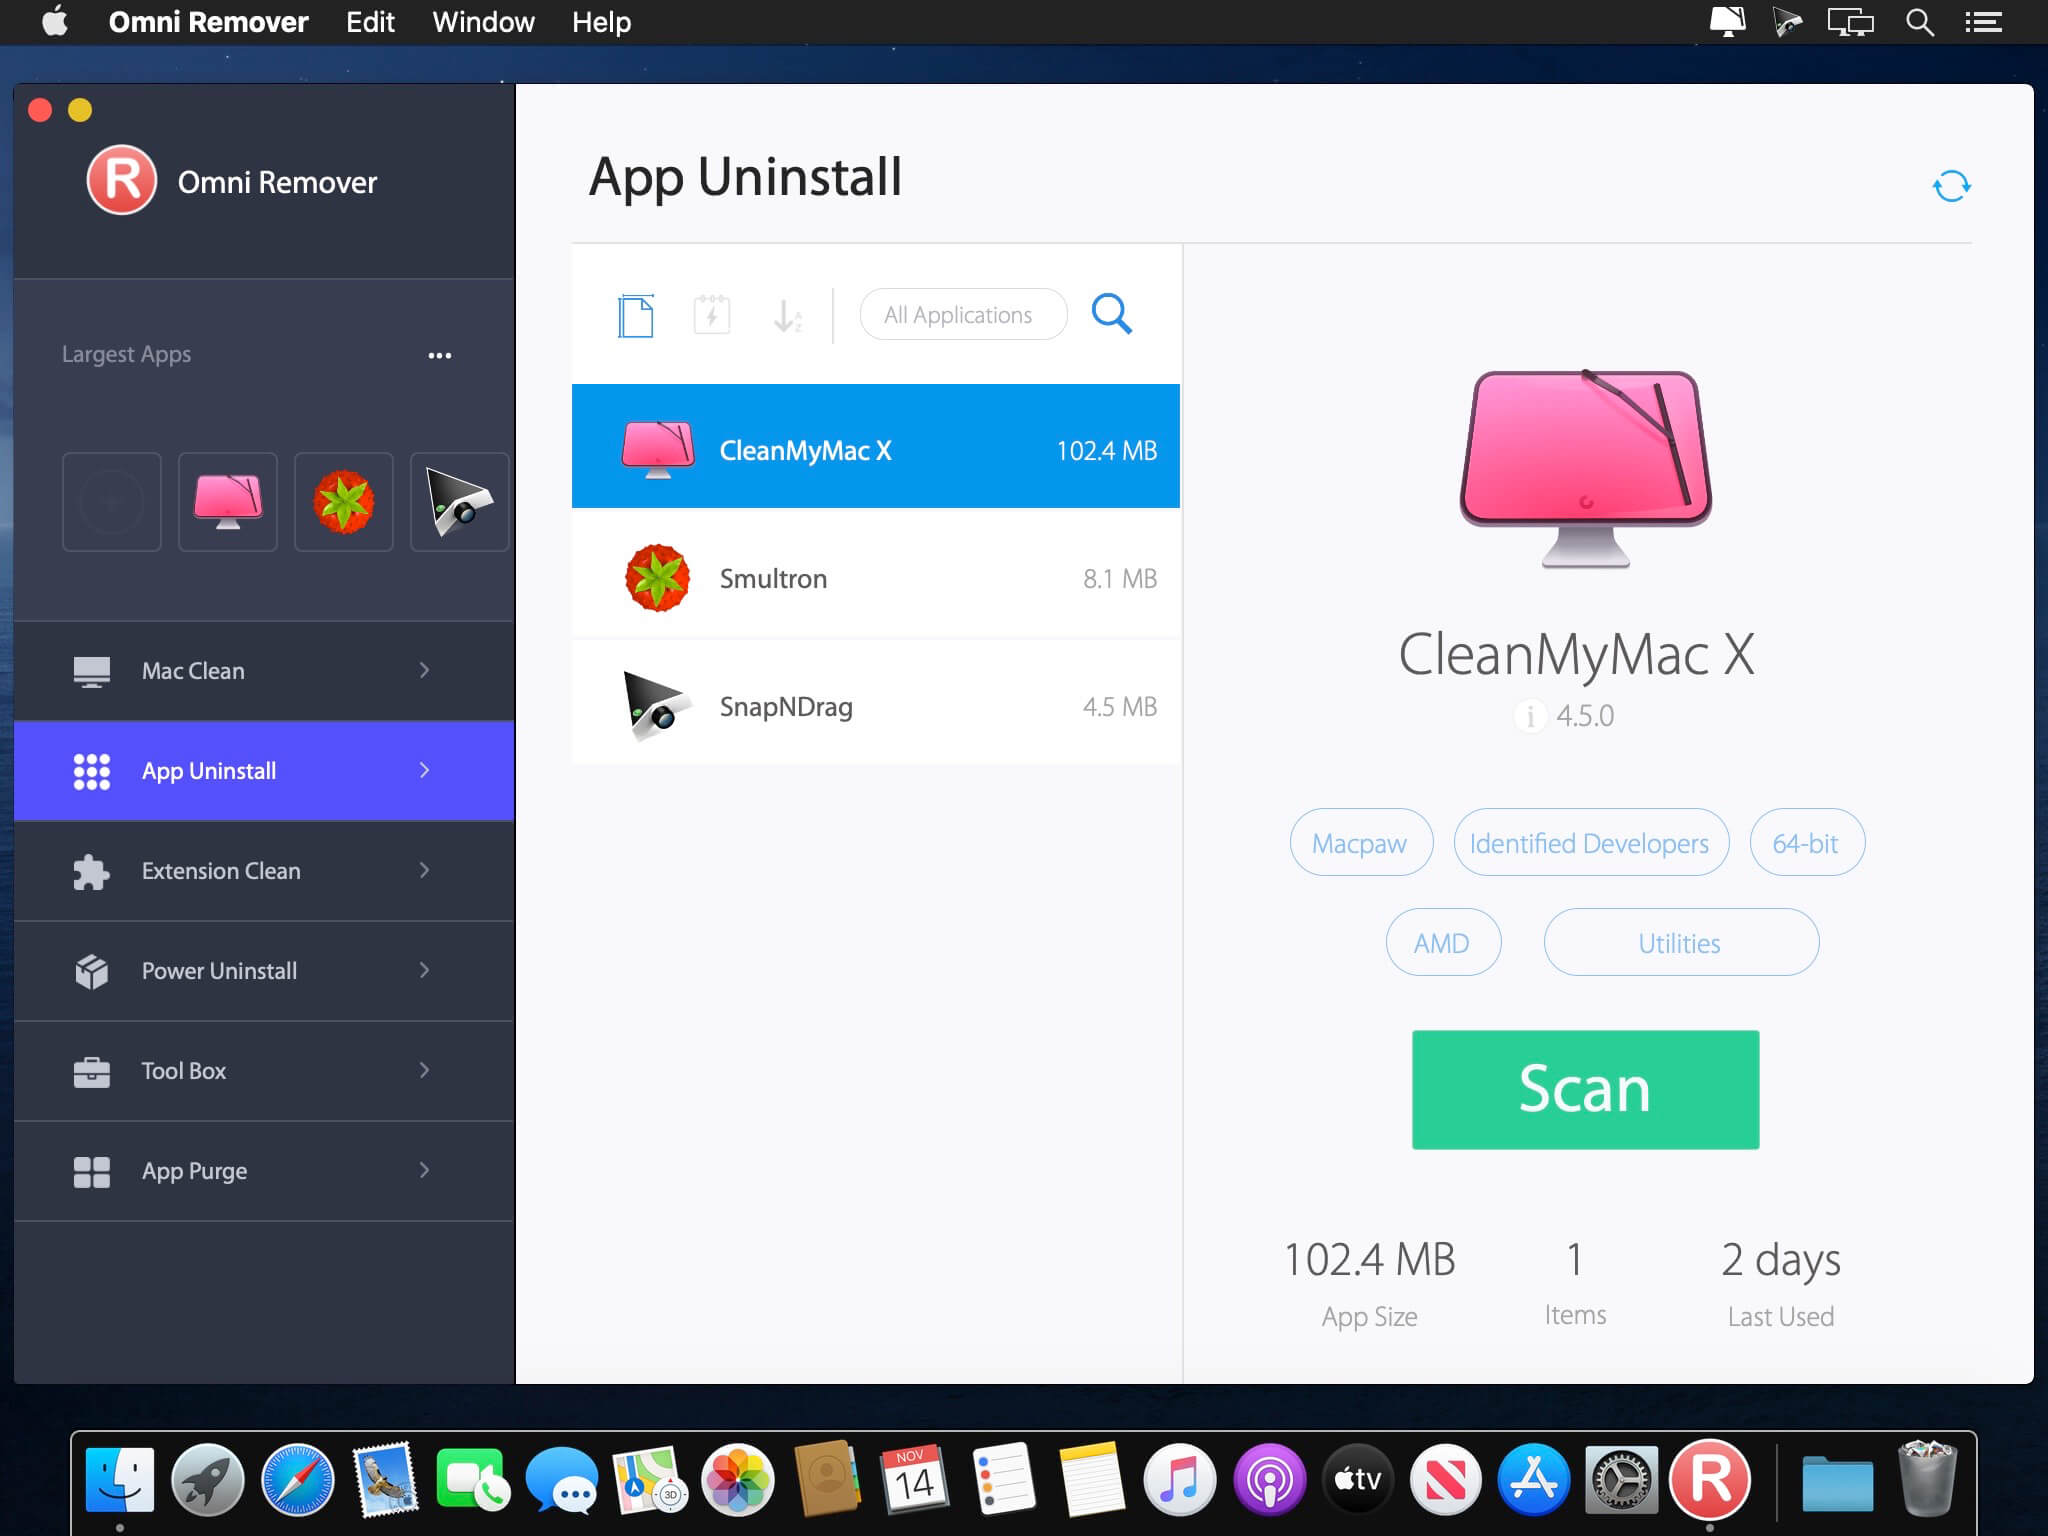 Omni Remover Edit Window Help
Omni Remover
Largest Apps
Mac Clean
App Uninstall
Extension Clean
Power Uninstall
Tool Box
App Purge
App Uninstall
All Applications
CleanMyMac X 102.4 MB
Smultron 8.1 MB
SnapNDrag 4.5 MB
CleanMyMac X
i 4.5.0
Macpaw Identified Developers 64-bit
AMD Utilities
Scan
102.4 MB 1 2 days
App Size Items Last Used
NOV
14
3D
tv
R